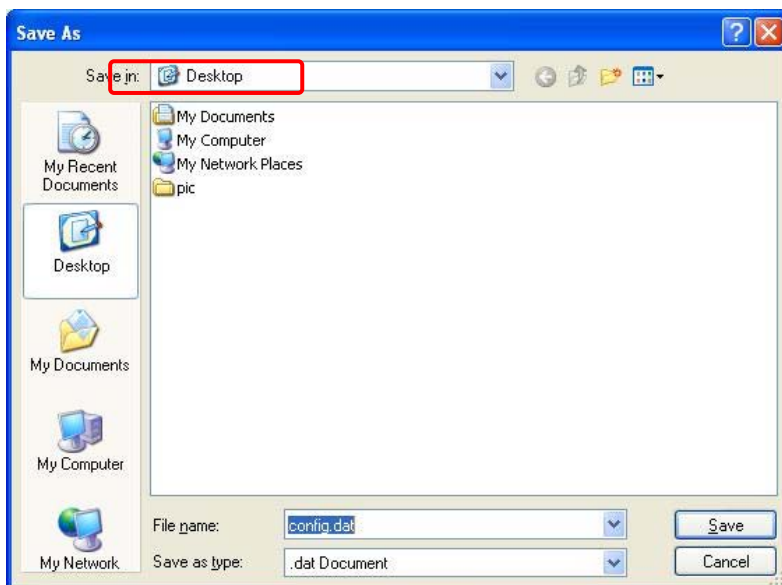 Save As
Save in: Desktop
My Documents
My Computer
My Network Places
pic
My Recent
Documents
Desktop
My Documents
My Computer
My Network
File name: config.dat Save
Save as type: .dat Document Cancel